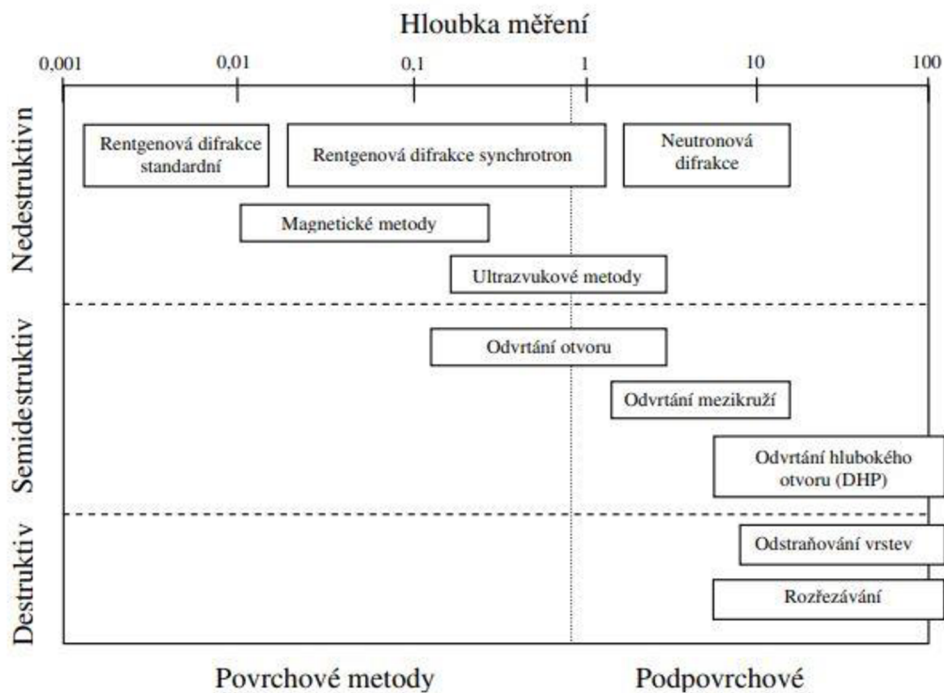 Hloubka měření
0,001 0,01 0,1 1 10 100
Nedestruktivn
Rentgenová difrakce
standardní
Rentgenová difrakce synchrotron
Neutronová
difrakce
Magnetické metody
Ultrazvukové metody
Semidestruktiv
Odvrtání otvoru
Odvrtání mezikruží
Odvrtání hlubokého
otvoru (DHP)
Destruktiv
Odstraňování vrstev
Rozřezávání
Povrchové metody
Podpovrchové